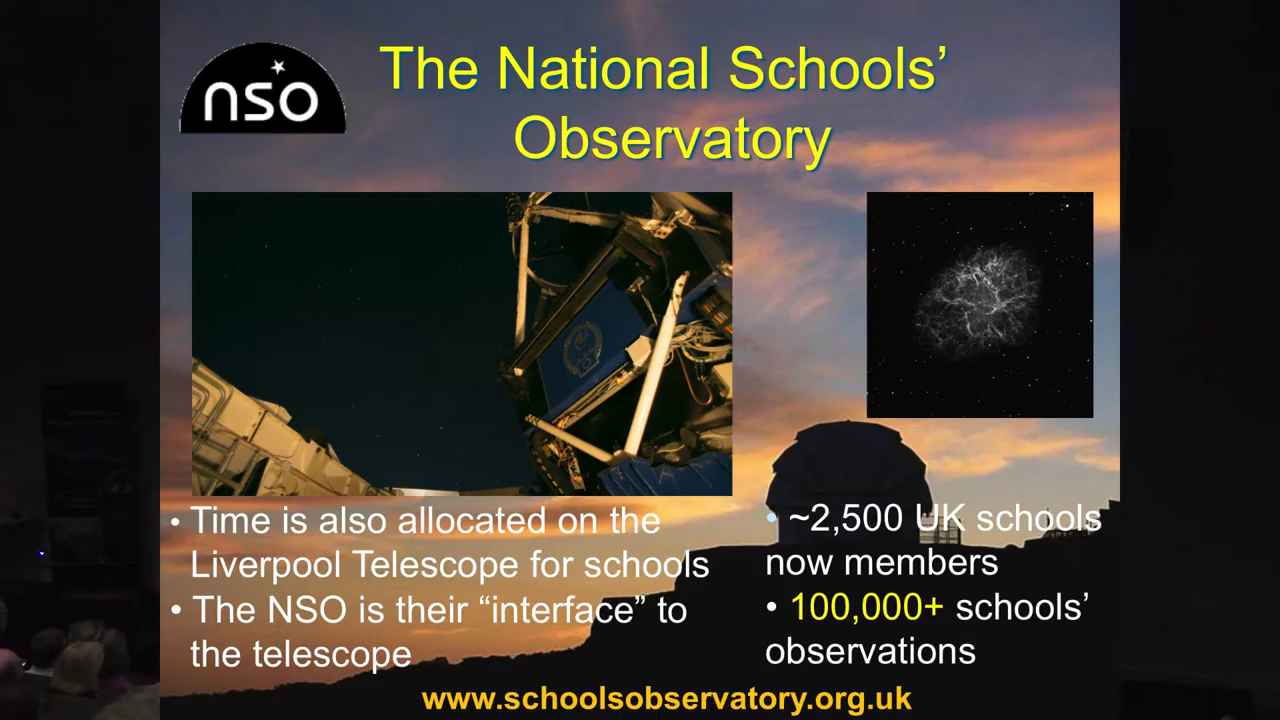 nso
The National Schools’
Observatory
• Time is also allocated on the
Liverpool Telescope for schools
• The NSO is their “interface” to
the telescope
• ~2,500 UK schools
now members
• 100,000+ schools’
observations
www.schoolsobservatory.org.uk